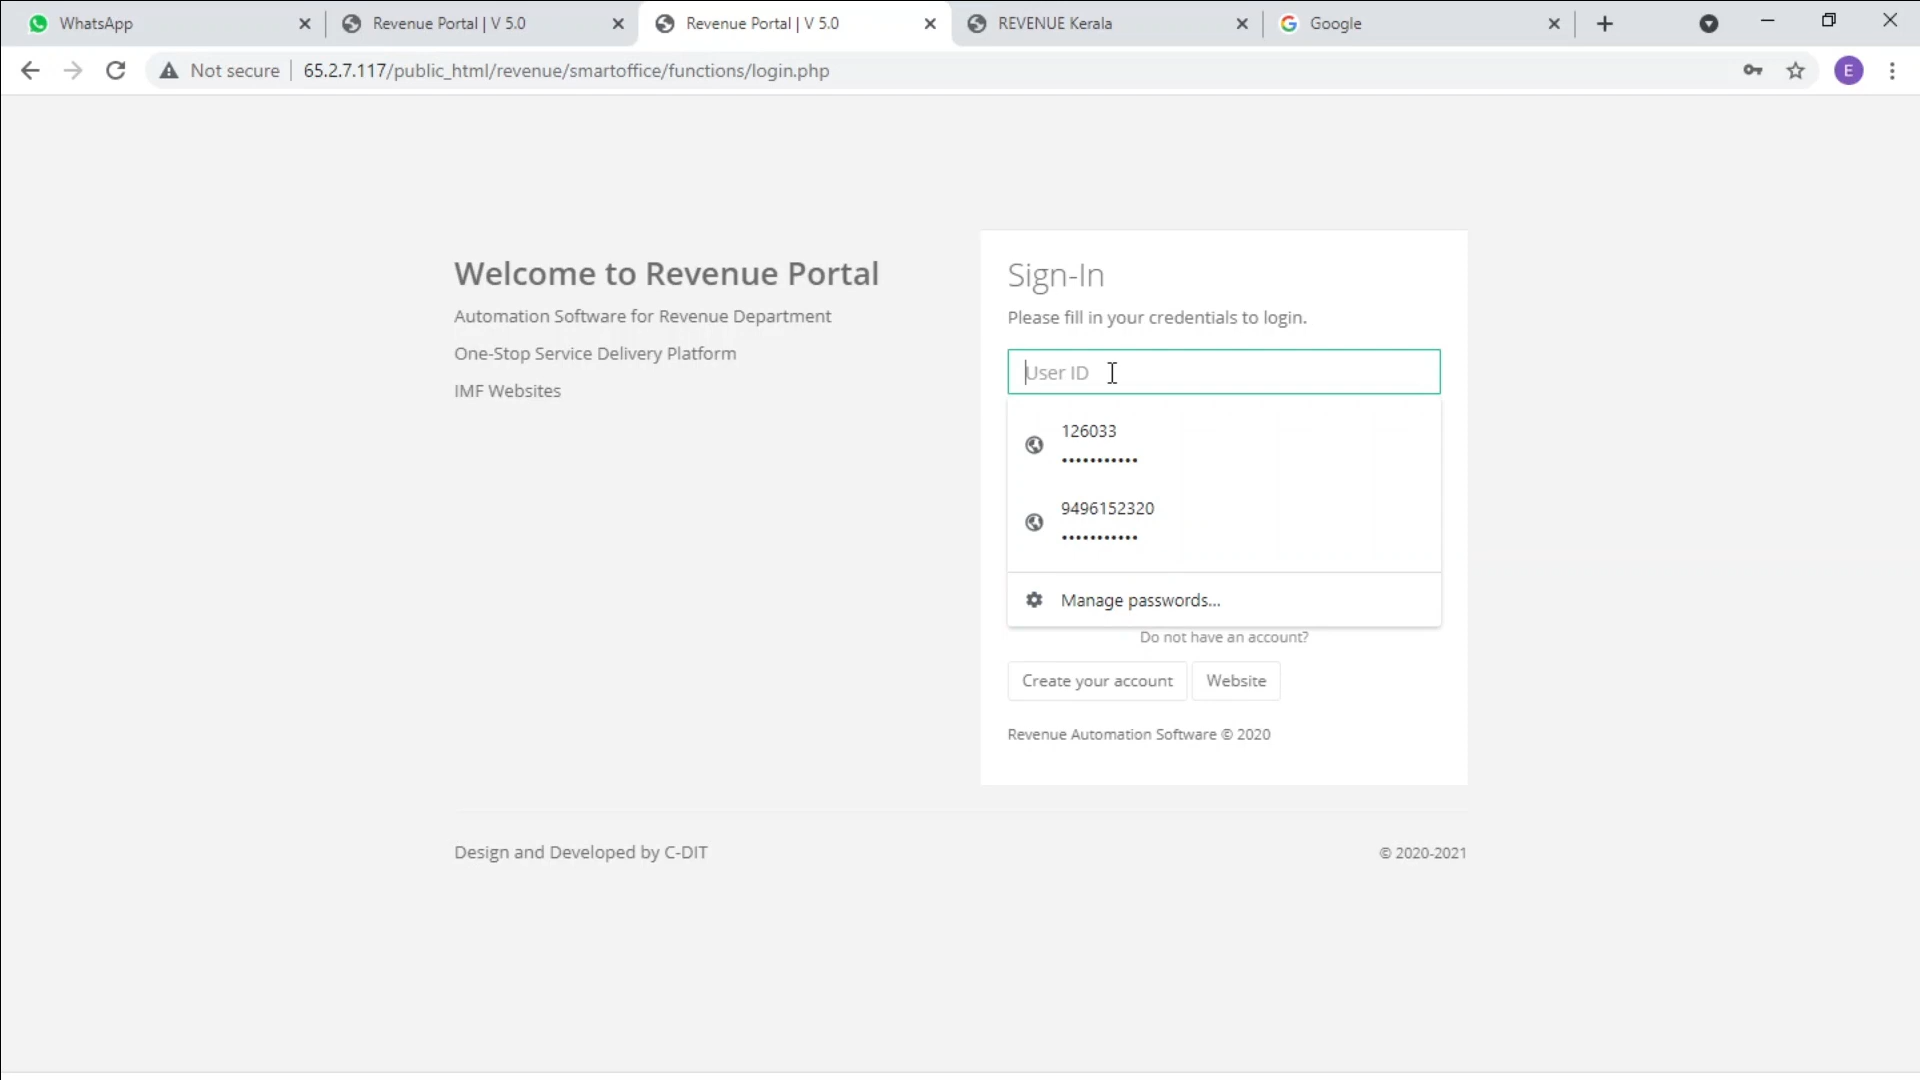 WhatsApp
Revenue Portal | V 5.0
Revenue Portal | V 5.0
REVENUE Kerala
Google
Not secure
65.2.7.117/public_html/revenue/smartoffice/functions/login.php
E
Welcome to Revenue Portal
Automation Software for Revenue Department
One-Stop Service Delivery Platform
IMF Websites
Sign-In
Please fill in your credentials to login.
User ID
126033
•••••••••••
9496152320
•••••••••••
Manage passwords...
Do not have an account?
Create your account
Website
Revenue Automation Software © 2020
Design and Developed by C-DIT
© 2020-2021